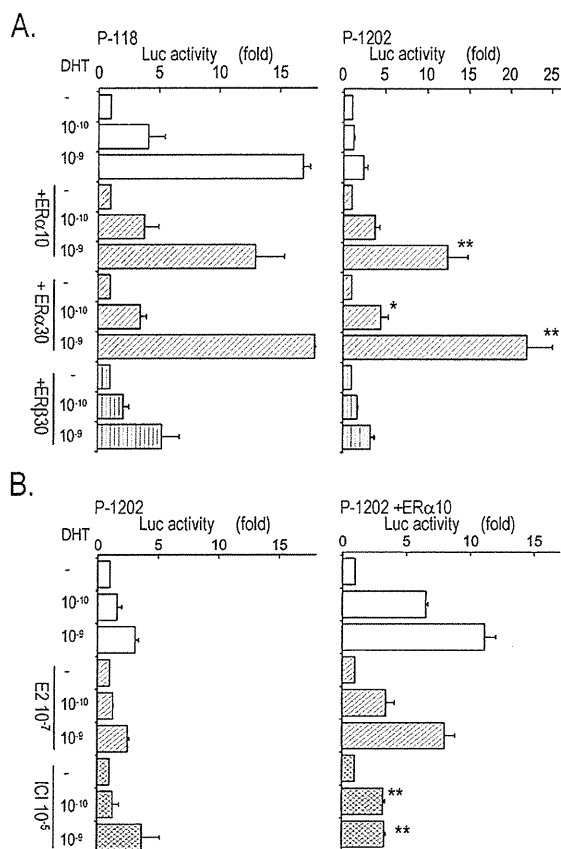 A.
P-118
P-1202
Luc activity (fold)
Luc activity (fold)
DHT
0 5 10 15
0 5 10 15 20 25
-
10⁻¹⁰
10⁻⁹
+ERα10
-
10⁻¹⁰
10⁻⁹
**
+ ERα30
-
10⁻¹⁰
*
10⁻⁹
**
+ERβ30
-
10⁻¹⁰
10⁻⁹
B.
P-1202
P-1202 +ERα10
Luc activity (fold)
Luc activity (fold)
DHT
0 5 10 15
0 5 10 15
-
10⁻¹⁰
10⁻⁹
E2 10⁻⁷
-
10⁻¹⁰
10⁻⁹
ICI 10⁻⁵
-
10⁻¹⁰
**
10⁻⁹
**